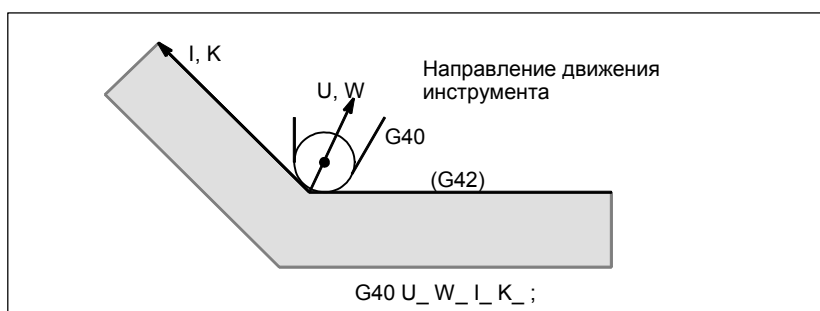 I, K
U, W
Направление движения
инструмента
G40
(G42)
G40 U_ W_ I_ K_ ;